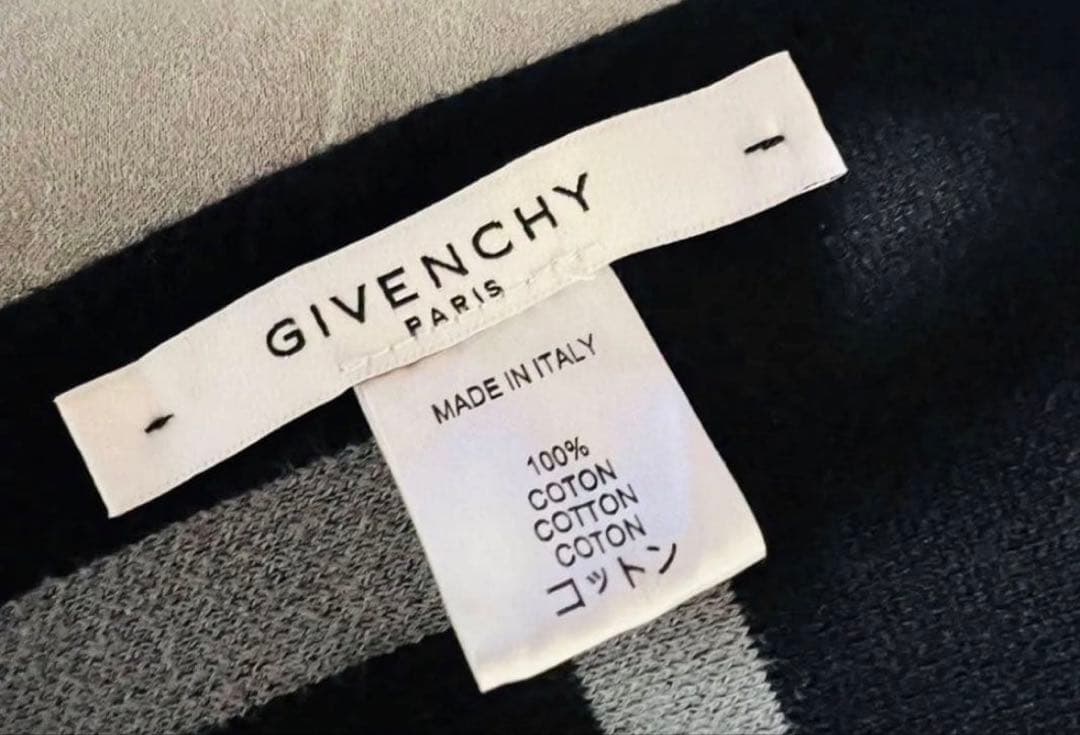 GIVENCHY
PARIS
MADE IN ITALY
100%
COTON
COTTON
COTON
コットン